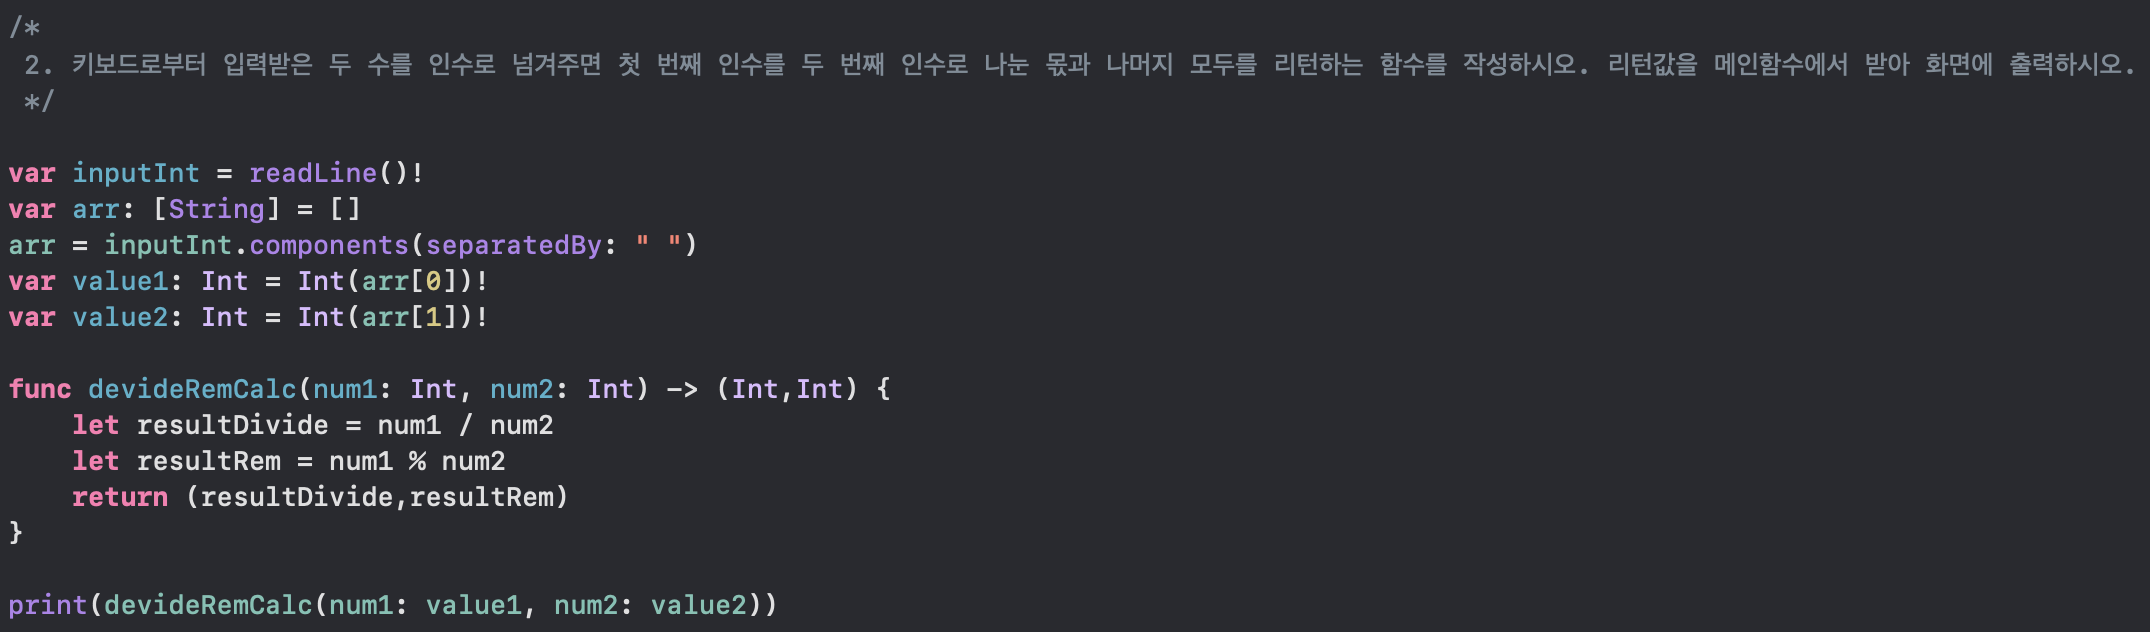 /*
 2. 키보드로부터 입력받은 두 수를 인수로 넘겨주면 첫 번째 인수를 두 번째 인수로 나눈 몫과 나머지 모두를 리턴하는 함수를 작성하시오. 리턴값을 메인함수에서 받아 화면에 출력하시오.
 */

var inputInt = readLine()!
var arr: [String] = []
arr = inputInt.components(separatedBy: " ")
var value1: Int = Int(arr[0])!
var value2: Int = Int(arr[1])!

func devideRemCalc(num1: Int, num2: Int) -> (Int,Int) {
    let resultDivide = num1 / num2
    let resultRem = num1 % num2
    return (resultDivide,resultRem)
}

print(devideRemCalc(num1: value1, num2: value2))